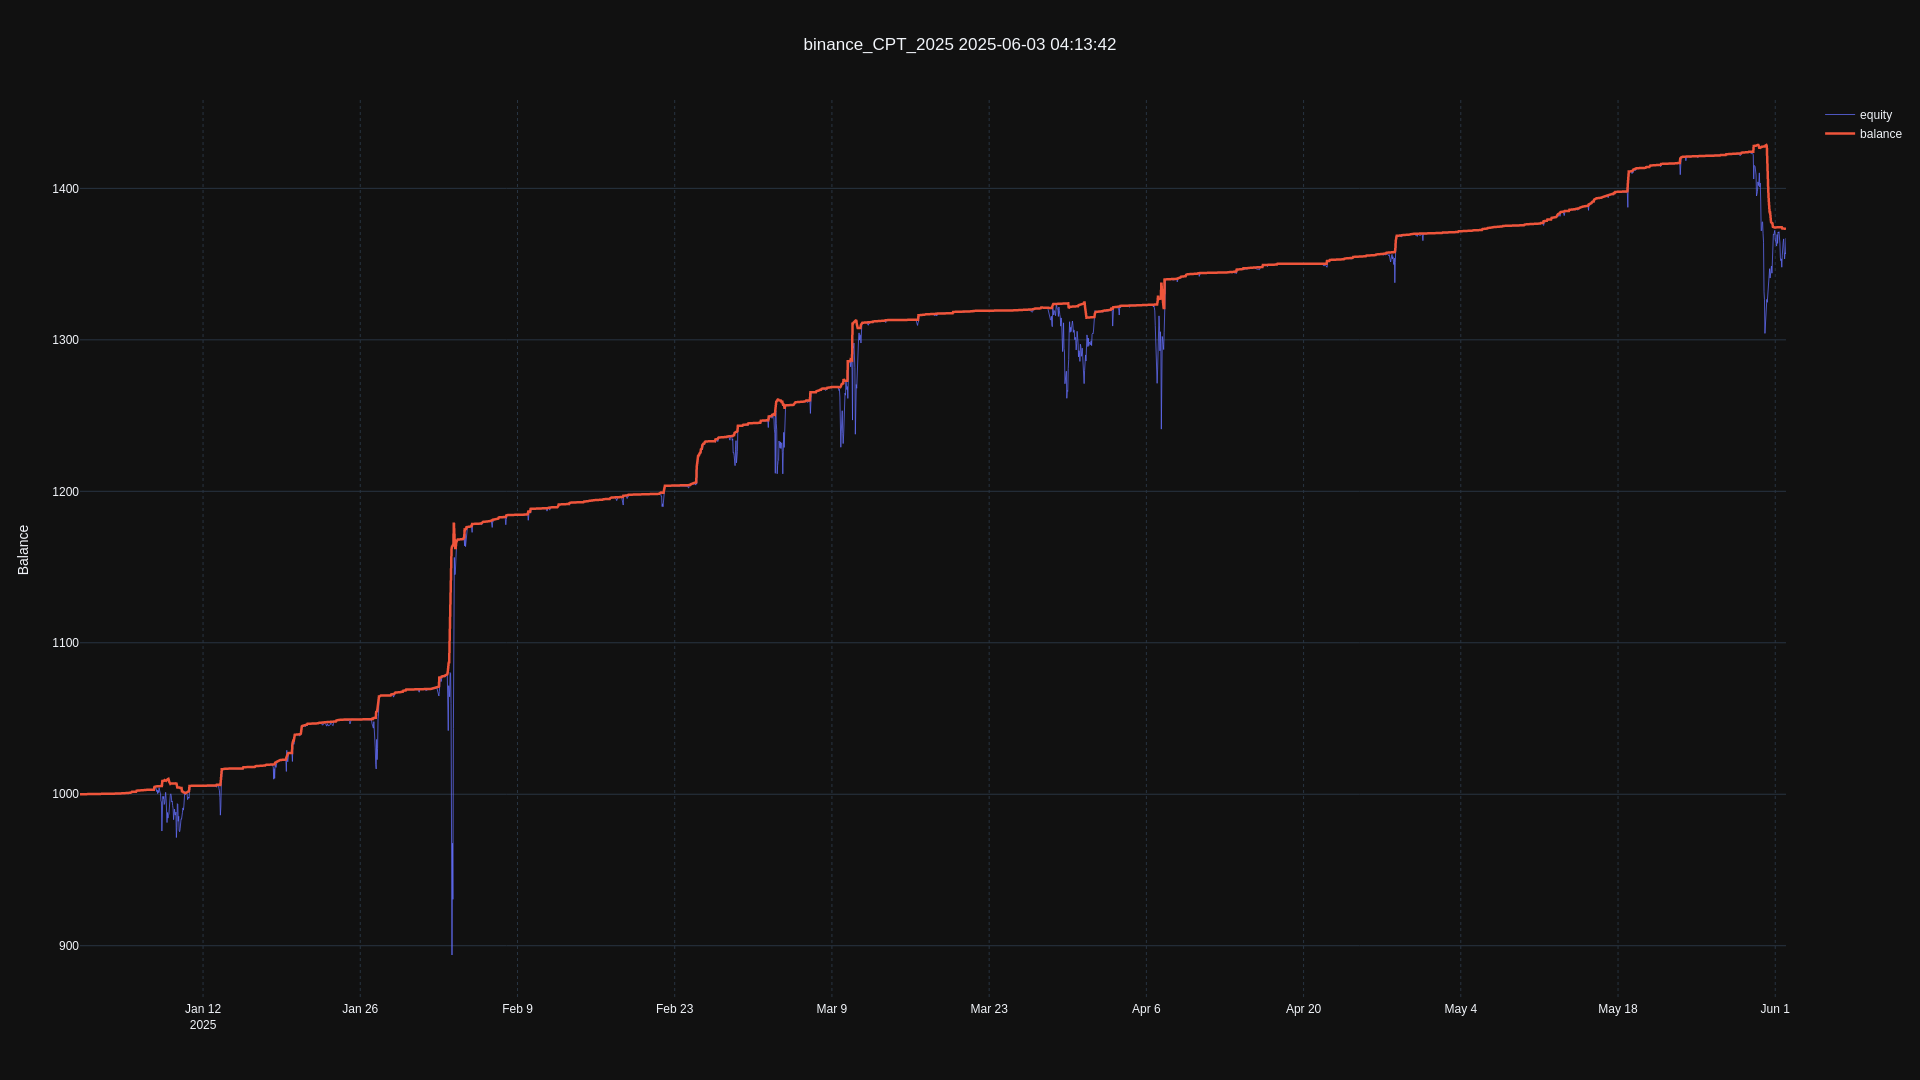 binance_CPT_2025 2025-06-03 04:13:42
equity
balance
1400
1300
1200
1100
1000
900
Balance
Jan 12
2025
Jan 26
Feb 9
Feb 23
Mar 9
Mar 23
Apr 6
Apr 20
May 4
May 18
Jun 1